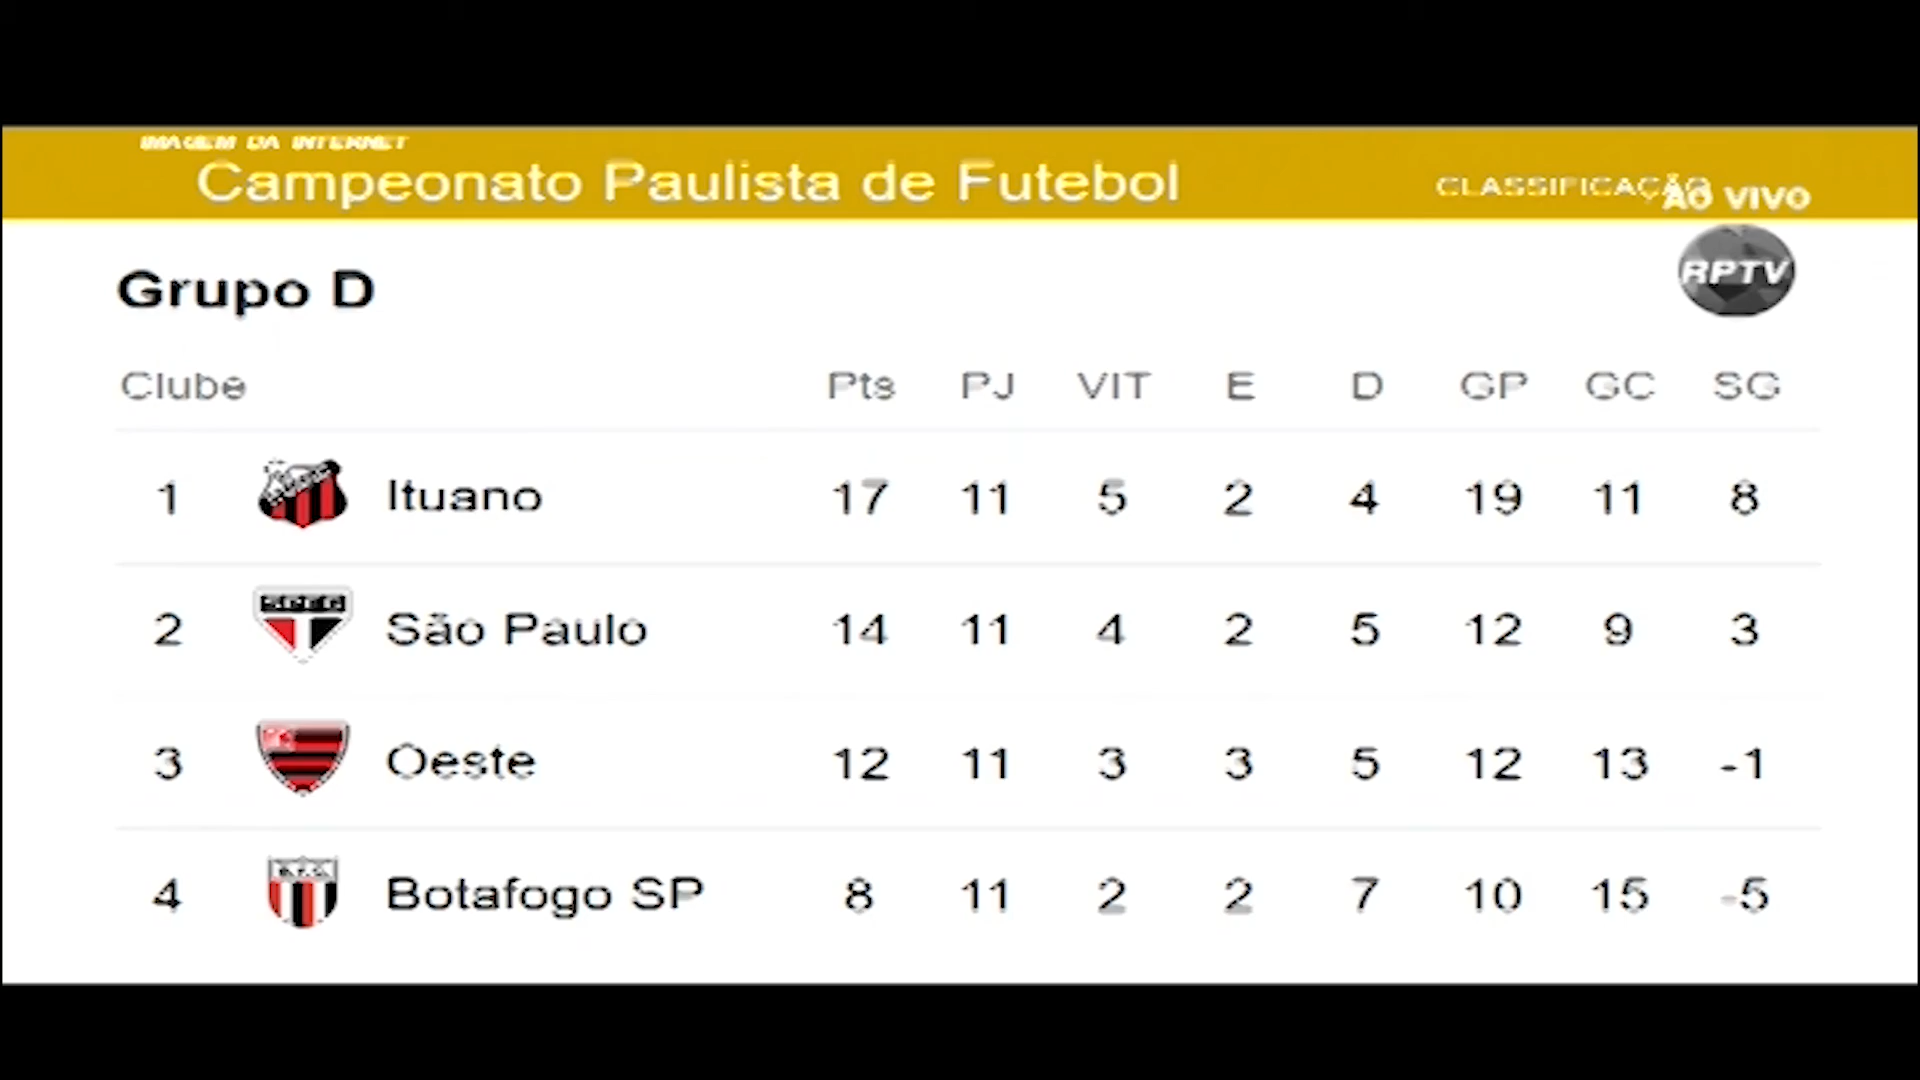 IMAGEM DA INTERNET
Campeonato Paulista de Futebol CLASSIFICAÇÃO
AO VIVO
RPTV
Grupo D
Clube Pts PJ VIT E D GP GC SG
1 Ituano 17 11 5 2 4 19 11 8
2 São Paulo 14 11 4 2 5 12 9 3
3 Oeste 12 11 3 3 5 12 13 -1
4 Botafogo SP 8 11 2 2 7 10 15 -5